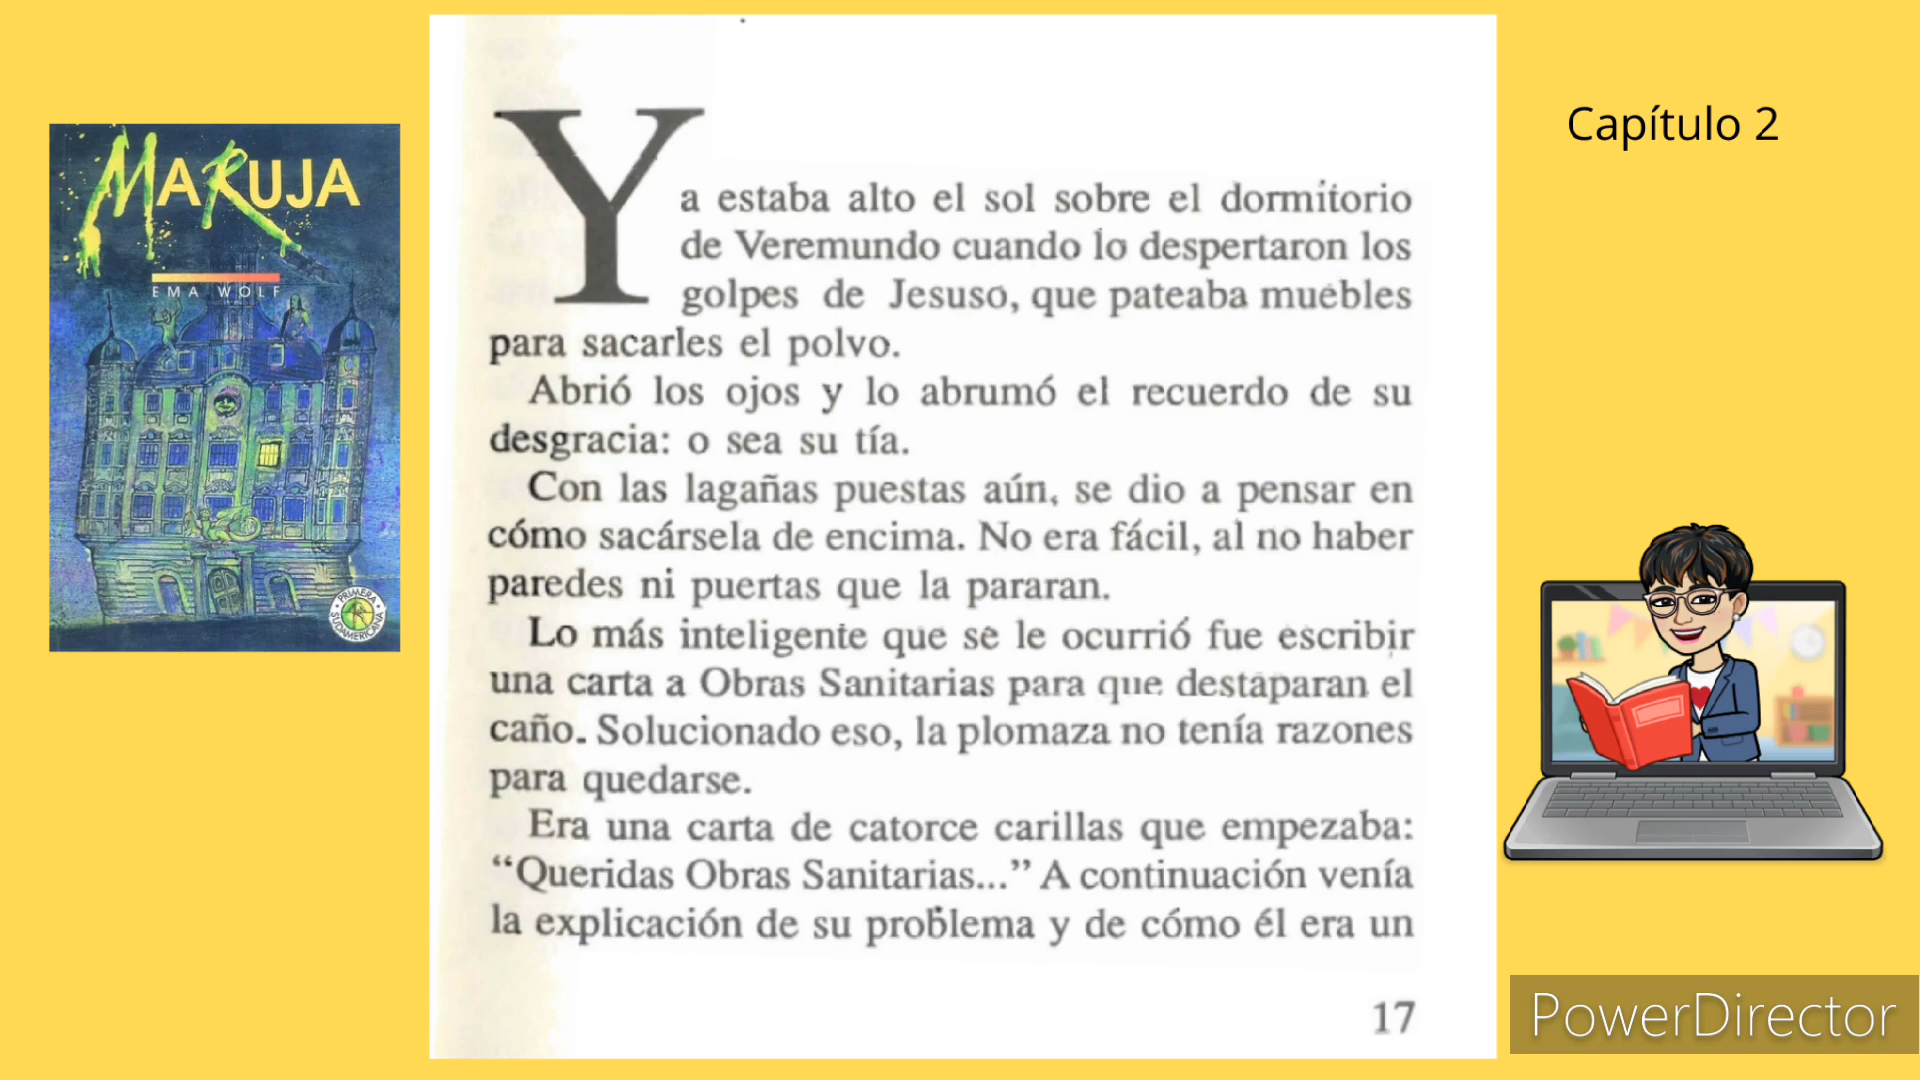 MARUJA
EMA WOLF
PRIMERA
SUDAMERICANA
Ya estaba alto el sol sobre el dormitorio
de Veremundo cuando lo despertaron los
golpes de Jesuso, que pateaba muebles
para sacarles el polvo.
Abrió los ojos y lo abrumó el recuerdo de su
desgracia: o sea su tía.
Con las lagañas puestas aún, se dio a pensar en
cómo sacársela de encima. No era fácil, al no haber
paredes ni puertas que la pararan.
Lo más inteligente que se le ocurrió fue escribir
una carta a Obras Sanitarias para que destaparan el
caño. Solucionado eso, la plomaza no tenía razones
para quedarse.
Era una carta de catorce carillas que empezaba:
“Queridas Obras Sanitarias...” A continuación venía
la explicación de su problema y de cómo él era un
17
Capítulo 2
PowerDirector